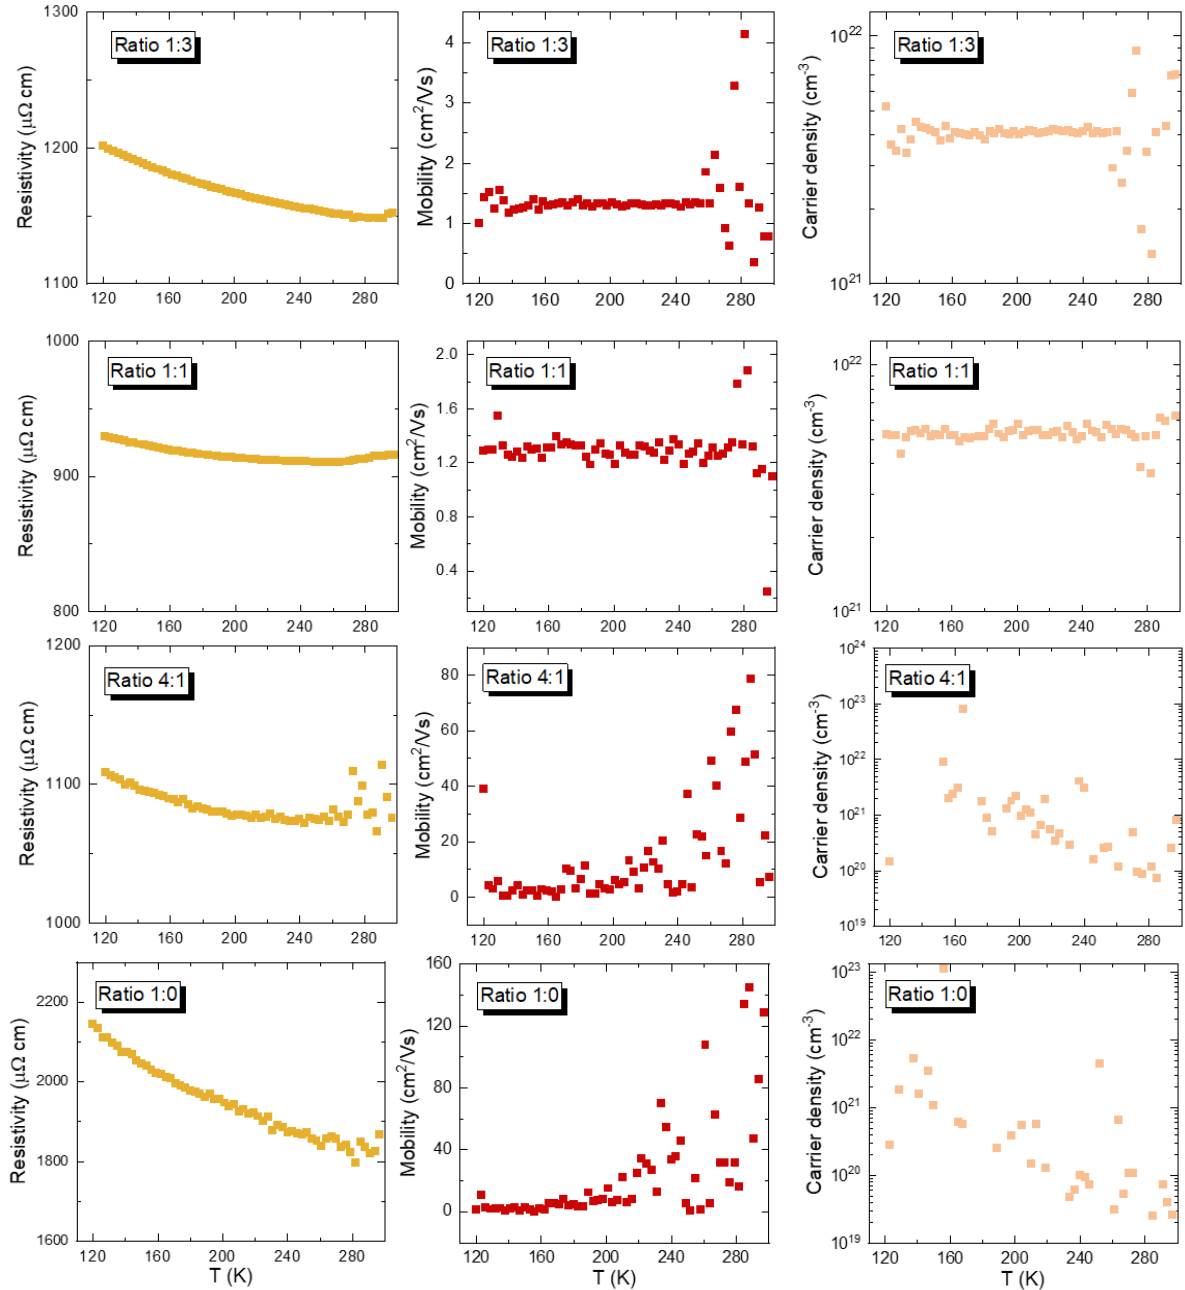 1300
1200
1100
Resistivity (μΩ cm)
Ratio 1:3
120 160 200 240 280
4
3
2
1
0
Mobility (cm²/Vs)
Ratio 1:3
120 160 200 240 280
10²²
10²¹
Carrier density (cm⁻³)
Ratio 1:3
120 160 200 240 280
1000
900
800
Resistivity (μΩ cm)
Ratio 1:1
120 160 200 240 280
2.0
1.6
1.2
0.8
0.4
Mobility (cm²/Vs)
Ratio 1:1
120 160 200 240 280
10²²
10²¹
Carrier density (cm⁻³)
Ratio 1:1
120 160 200 240 280
1200
1100
1000
Resistivity (μΩ cm)
Ratio 4:1
120 160 200 240 280
80
60
40
20
0
Mobility (cm²/Vs)
Ratio 4:1
120 160 200 240 280
10²⁴
10²³
10²²
10²¹
10²⁰
10¹⁹
Carrier density (cm⁻³)
Ratio 4:1
120 160 200 240 280
2200
2000
1800
1600
Resistivity (μΩ cm)
Ratio 1:0
120 160 200 240 280
T (K)
160
120
80
40
0
Mobility (cm²/Vs)
Ratio 1:0
120 160 200 240 280
T (K)
10²³
10²²
10²¹
10²⁰
10¹⁹
Carrier density (cm⁻³)
Ratio 1:0
120 160 200 240 280
T (K)